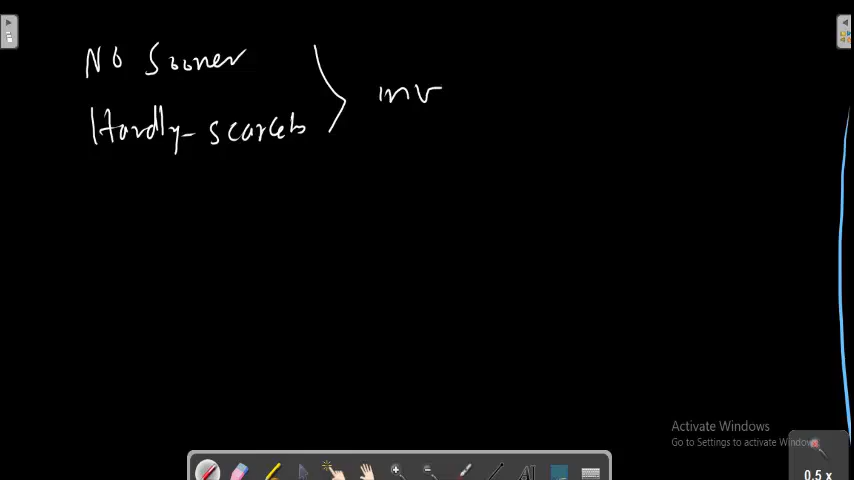 No Sooner
inv
Hardly - scarcely
Activate Windows
Go to Settings to activate Windows.
0.5 x